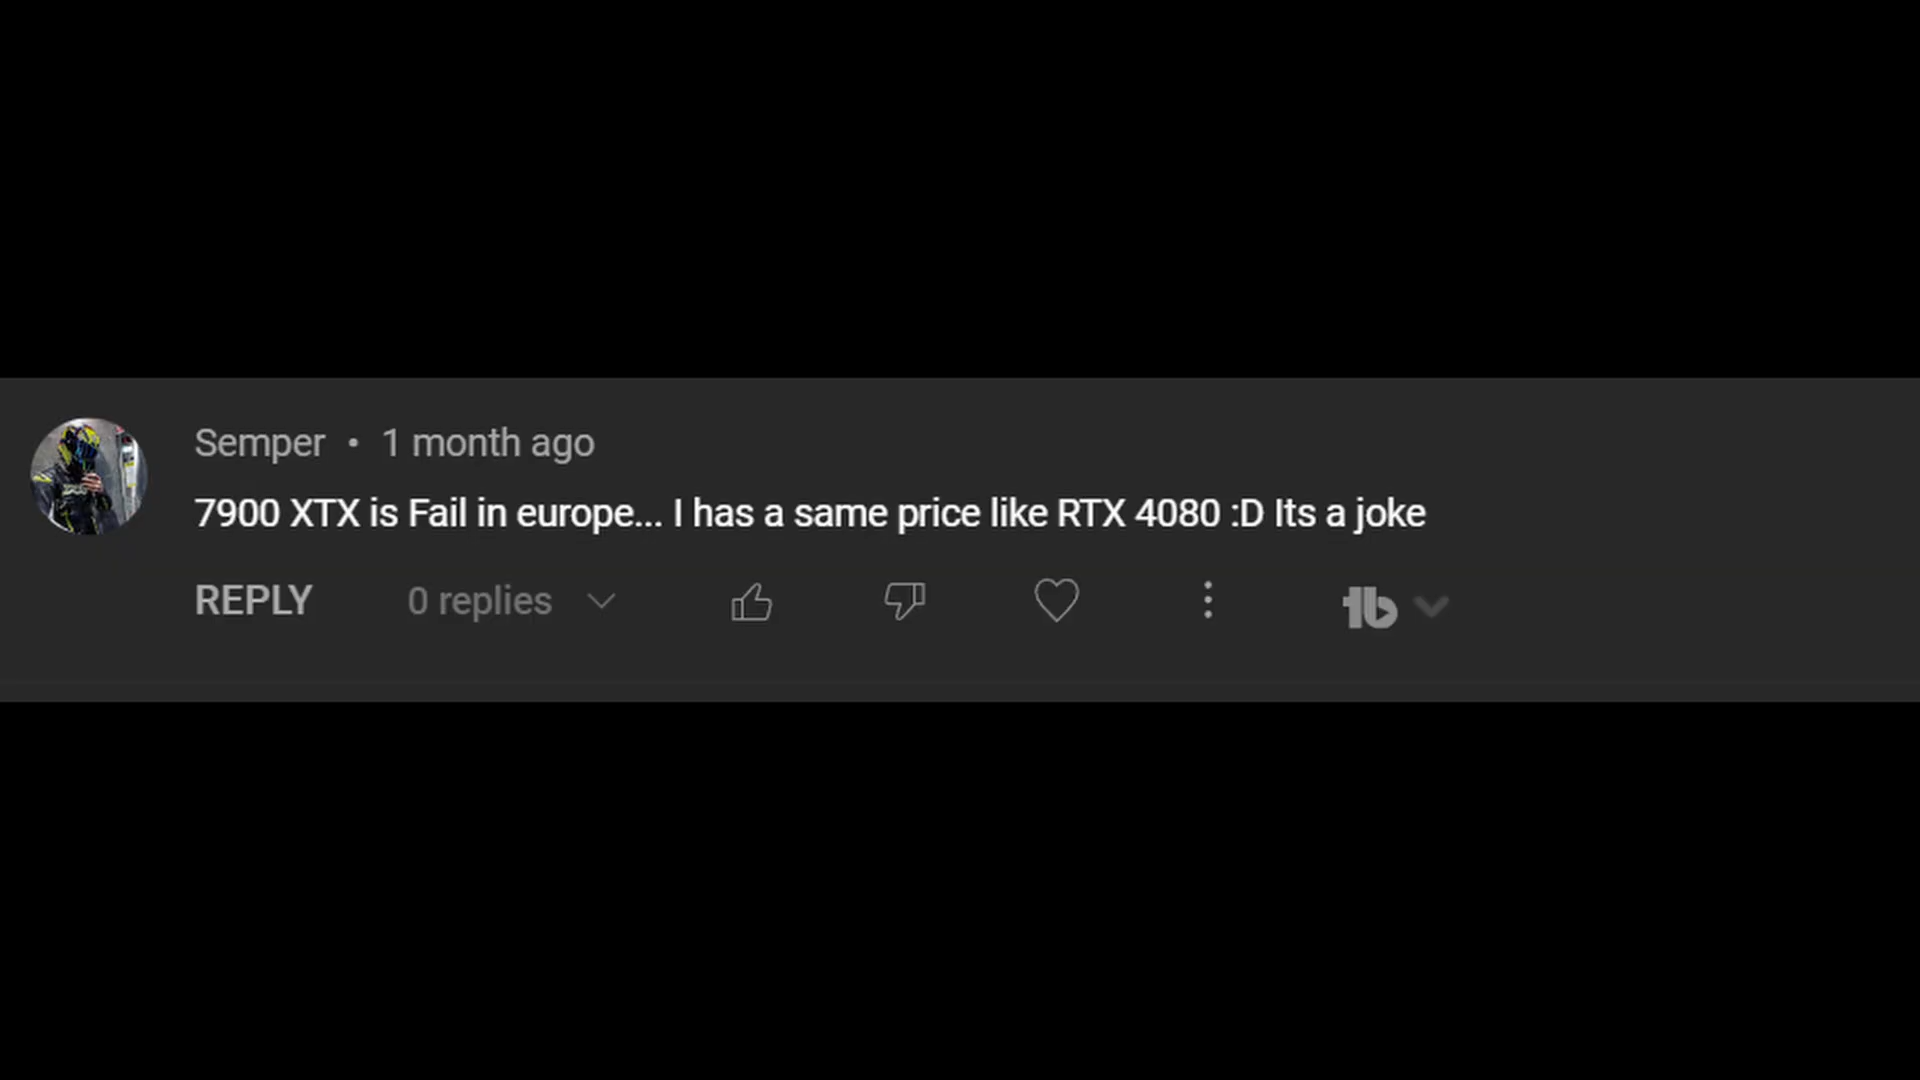 Semper • 1 month ago
7900 XTX is Fail in europe... I has a same price like RTX 4080 :D Its a joke
REPLY 0 replies
tb